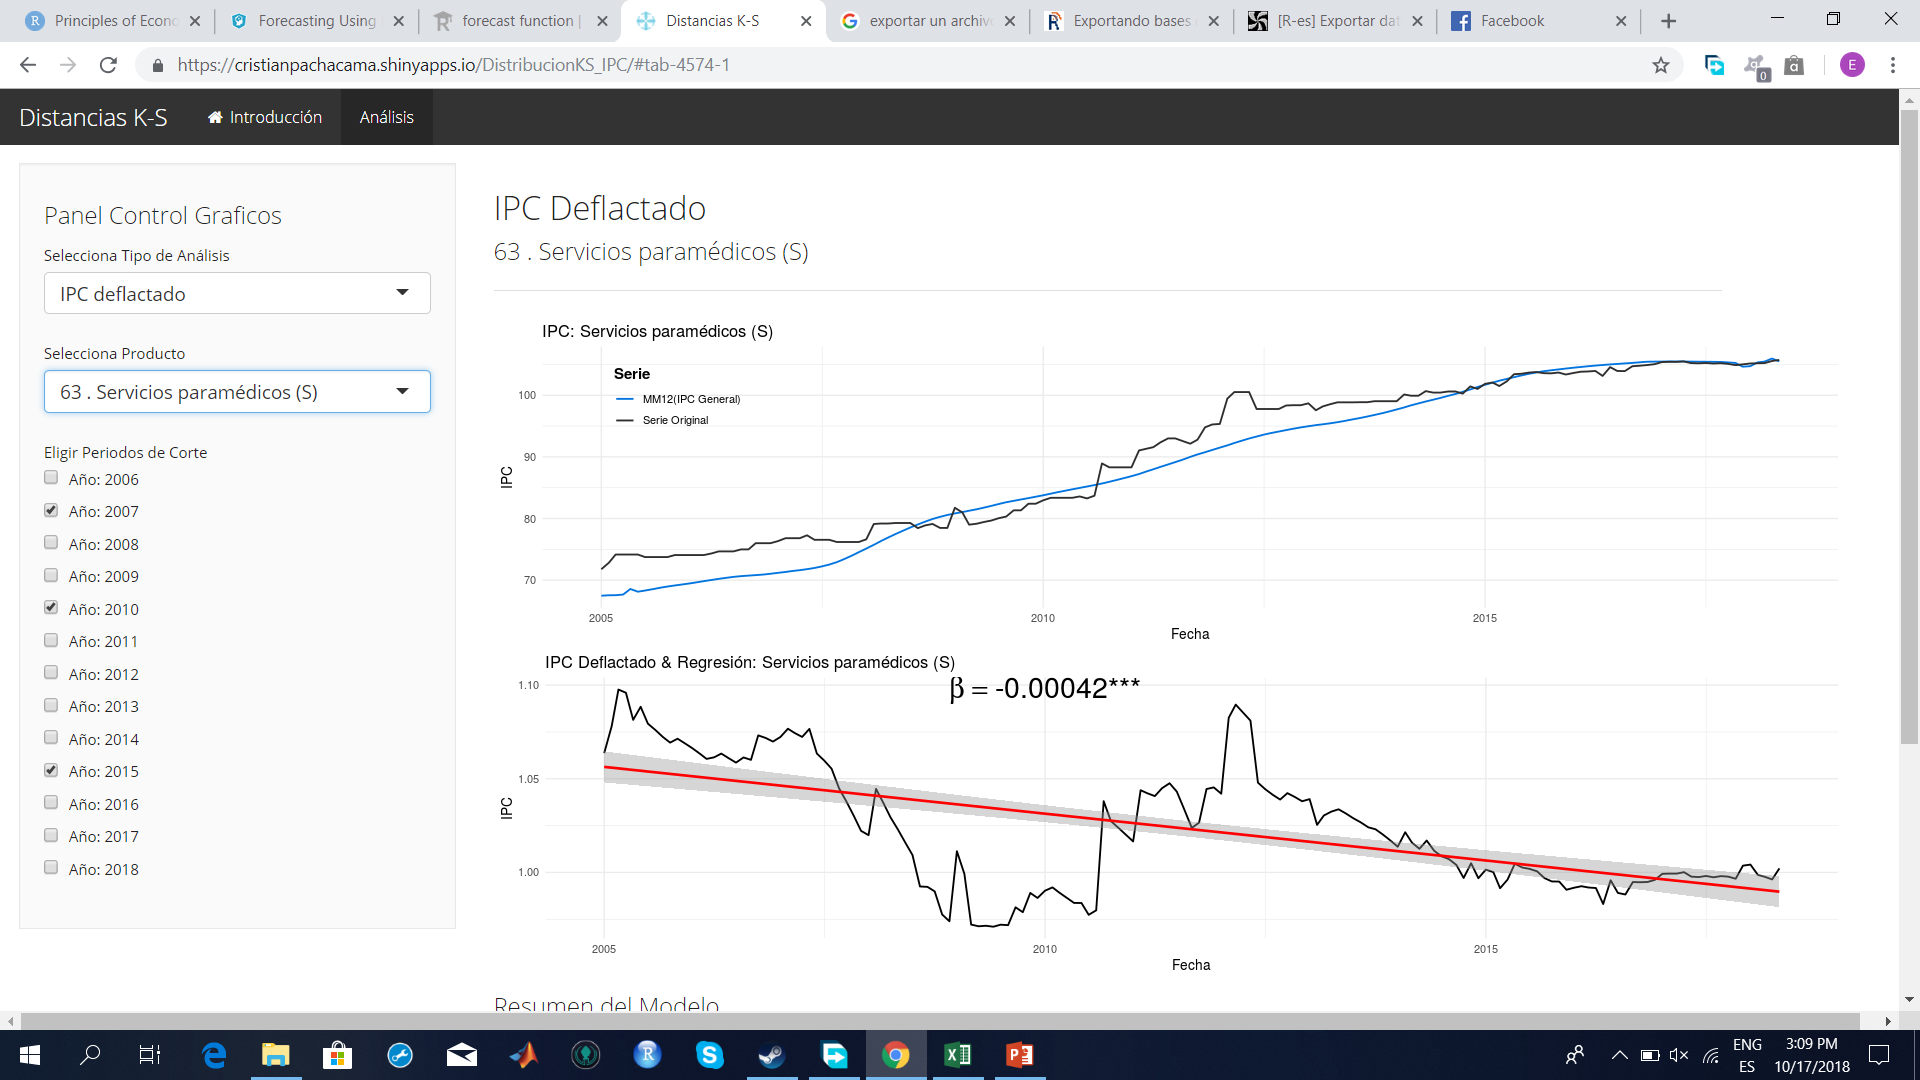 Principles of Econo
Forecasting Using
forecast function |
Distancias K-S
exportar un archivo
Exportando bases
[R-es] Exportar dat
Facebook
https://cristianpachacama.shinyapps.io/DistribucionKS_IPC/#tab-4574-1
0
E
Distancias K-S
Introducción
Análisis
Panel Control Graficos
Selecciona Tipo de Análisis
IPC deflactado
Selecciona Producto
63 . Servicios paramédicos (S)
Eligir Periodos de Corte
Año: 2006
Año: 2007
Año: 2008
Año: 2009
Año: 2010
Año: 2011
Año: 2012
Año: 2013
Año: 2014
Año: 2015
Año: 2016
Año: 2017
Año: 2018
IPC Deflactado
63 . Servicios paramédicos (S)
IPC: Servicios paramédicos (S)
Serie
MM12(IPC General)
Serie Original
100
90
80
70
IPC
2005
2010
2015
Fecha
IPC Deflactado & Regresión: Servicios paramédicos (S)
β = -0.00042***
1.10
1.05
1.00
IPC
2005
2010
2015
Fecha
Resumen del Modelo
ENG
ES
3:09 PM
10/17/2018